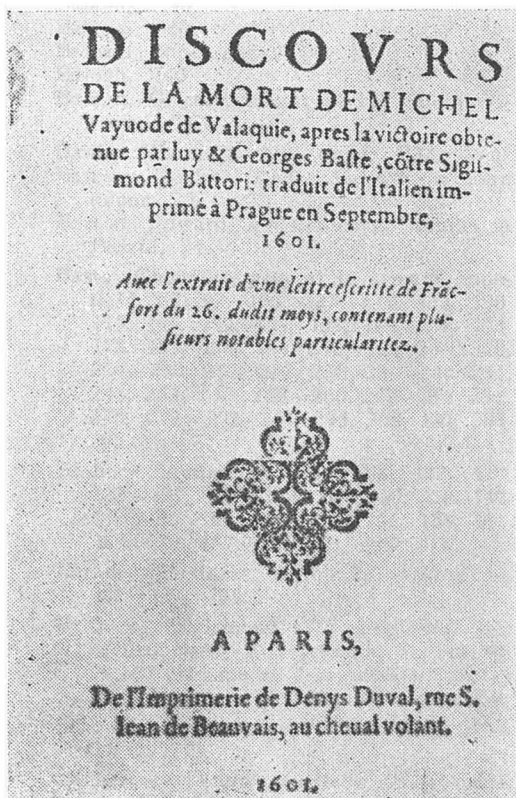 DISCOVRS
DE LA MORT DE MICHEL
Vayuode de Valaquie, apres la victoire obte-
nue par luy & Georges Baste, cõtre Sigiſ-
mond Battori: traduit de l'Italien im-
primé à Prague en Septembre,
1601.
Auec l'extrait d'vne lettre eſcritte de Frãc-
fort du 26. dudit moys, contenant plu-
ſieurs notables particularitez.
A PARIS,
De l'Imprimerie de Denys Duval, rue S.
Iean de Beauvais, au cheual volant.
1601.